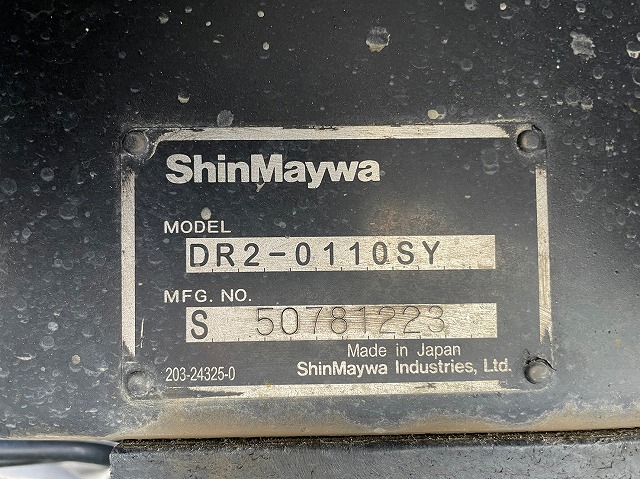 ShinMaywa
MODEL
DR2-0110SY
MFG. NO.
S 50781223
Made in Japan
203-24325-0
ShinMaywa Industries, Ltd.